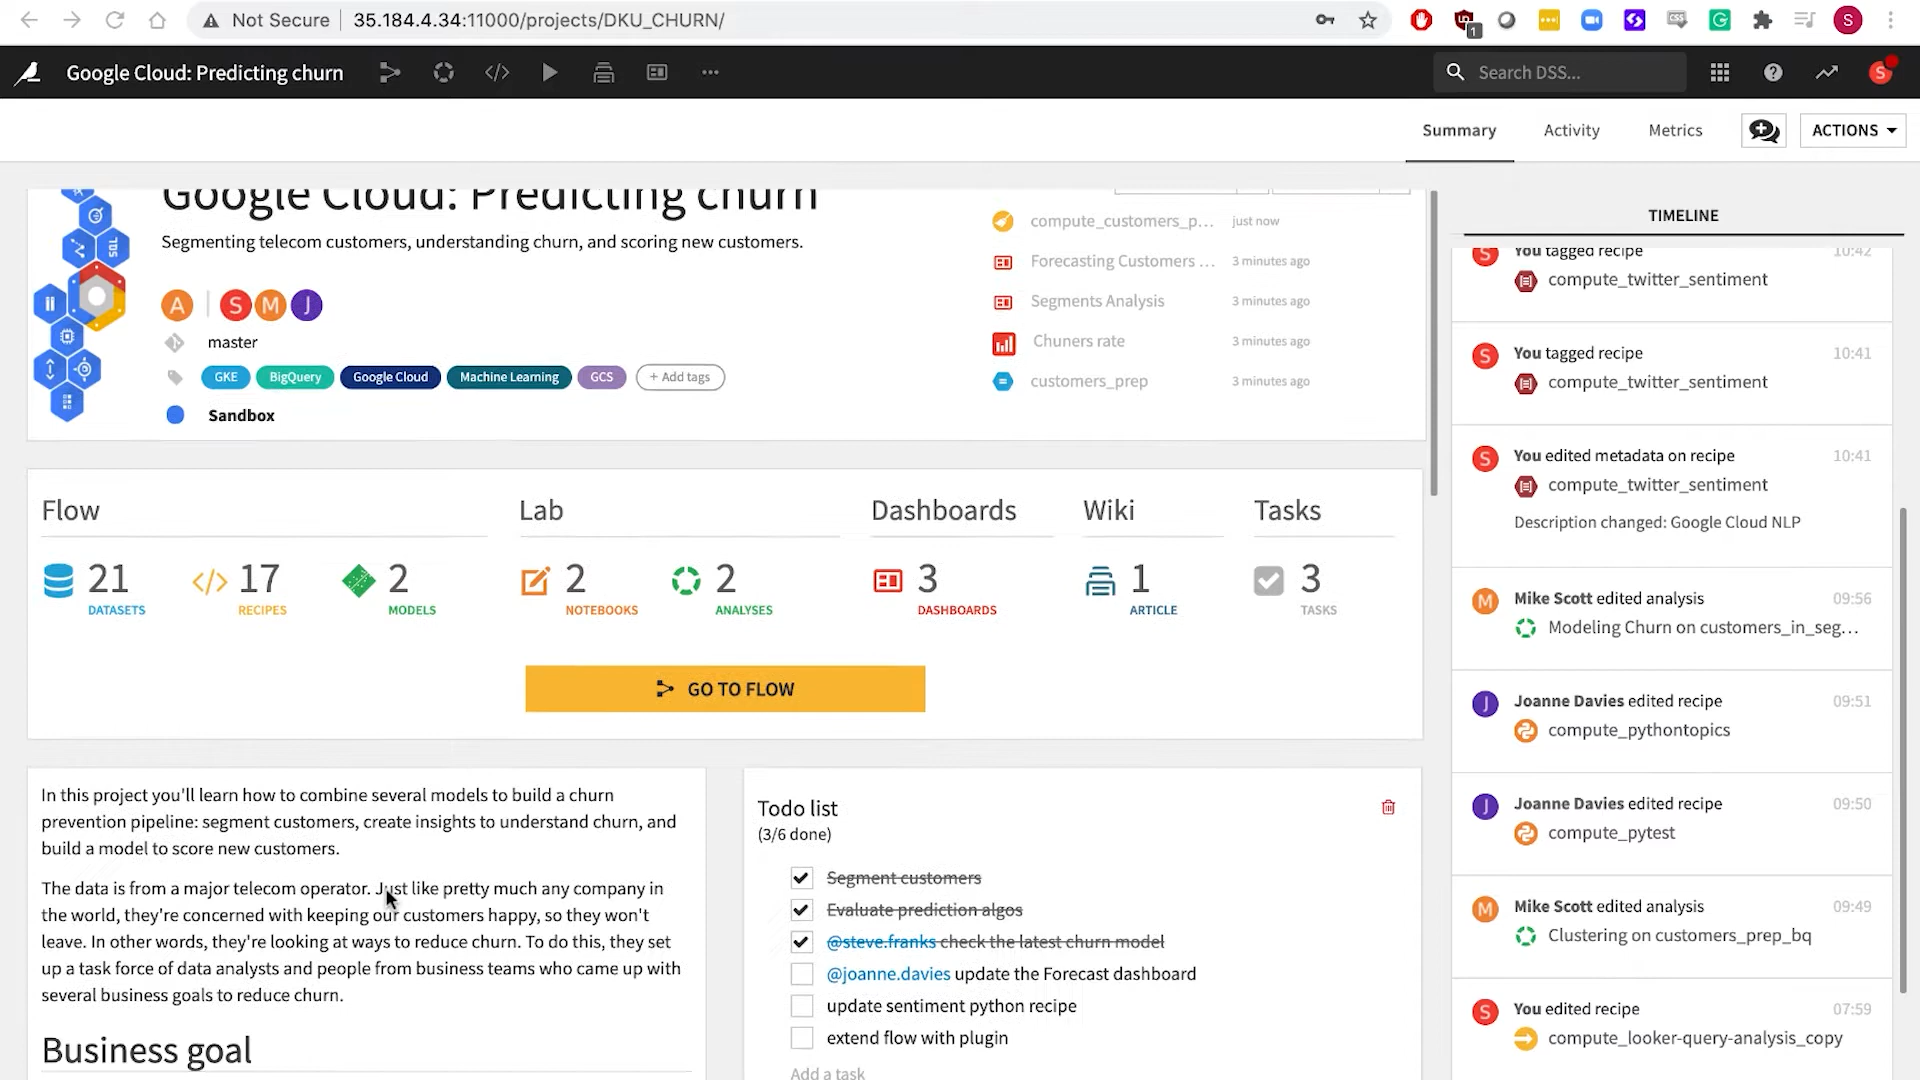 Not Secure
35.184.4.34:11000/projects/DKU_CHURN/
1
S
Google Cloud: Predicting churn
Search DSS...
S
Summary
Activity
Metrics
ACTIONS
Google Cloud: Predicting churn
Segmenting telecom customers, understanding churn, and scoring new customers.
A
S
M
J
master
GKE
BigQuery
Google Cloud
Machine Learning
GCS
+ Add tags
Sandbox
compute_customers_p... just now
Forecasting Customers ... 3 minutes ago
Segments Analysis 3 minutes ago
Chuners rate 3 minutes ago
customers_prep 3 minutes ago
Flow
21
DATASETS
17
RECIPES
2
MODELS
Lab
2
NOTEBOOKS
2
ANALYSES
Dashboards
3
DASHBOARDS
Wiki
1
ARTICLE
Tasks
3
TASKS
GO TO FLOW
In this project you'll learn how to combine several models to build a churn
prevention pipeline: segment customers, create insights to understand churn, and
build a model to score new customers.
The data is from a major telecom operator. Just like pretty much any company in
the world, they're concerned with keeping our customers happy, so they won't
leave. In other words, they're looking at ways to reduce churn. To do this, they set
up a task force of data analysts and people from business teams who came up with
several business goals to reduce churn.
Business goal
Todo list
(3/6 done)
Segment customers
Evaluate prediction algos
@steve.franks check the latest churn model
@joanne.davies update the Forecast dashboard
update sentiment python recipe
extend flow with plugin
Add a task
TIMELINE
S
You tagged recipe 10:42
compute_twitter_sentiment
S
You tagged recipe 10:41
compute_twitter_sentiment
S
You edited metadata on recipe 10:41
compute_twitter_sentiment
Description changed: Google Cloud NLP
M
Mike Scott edited analysis 09:56
Modeling Churn on customers_in_seg...
J
Joanne Davies edited recipe 09:51
compute_pythontopics
J
Joanne Davies edited recipe 09:50
compute_pytest
M
Mike Scott edited analysis 09:49
Clustering on customers_prep_bq
S
You edited recipe 07:59
compute_looker-query-analysis_copy